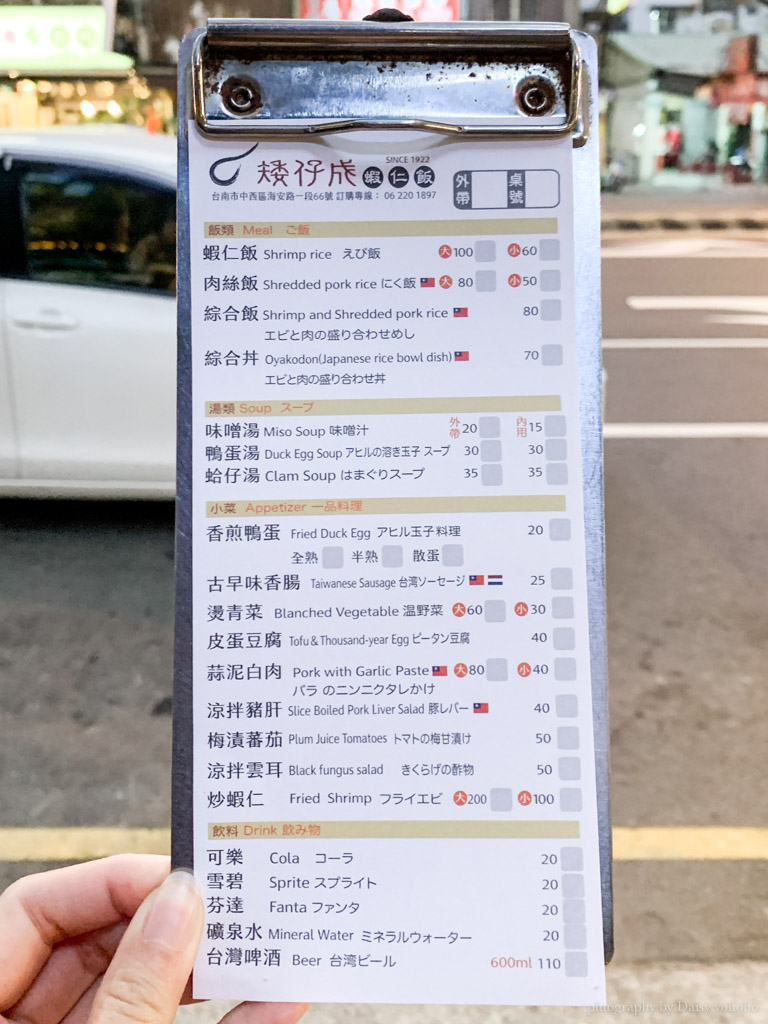 SINCE 1922
矮仔成 蝦仁飯
台南市中西區海安路一段66號 訂購專線： 06 220 1897
外帶 桌號
飯類 Meal ご飯
蝦仁飯 Shrimp rice えび飯 大100 小60
肉絲飯 Shredded pork rice にく飯 大 80 小50
綜合飯 Shrimp and Shredded pork rice 80
エビと肉の盛り合わせめし
綜合丼 Oyakodon(Japanese rice bowl dish) 70
エビと肉の盛り合わせ丼
湯類 Soup スープ
味噌湯 Miso Soup 味噌汁 外帶 20 內用 15
鴨蛋湯 Duck Egg Soup アヒルの溶き玉子 スープ 30 30
蛤仔湯 Clam Soup はまぐりスープ 35 35
小菜 Appetizer 一品料理
香煎鴨蛋 Fried Duck Egg アヒル玉子料理 20
全熟 半熟 散蛋
古早味香腸 Taiwanese Sausage 台湾ソーセージ 25
燙青菜 Blanched Vegetable 温野菜 大60 小30
皮蛋豆腐 Tofu & Thousand-year Egg ピータン豆腐 40
蒜泥白肉 Pork with Garlic Paste 大80 小40
バラ のニンニクタレかけ
涼拌豬肝 Slice Boiled Pork Liver Salad 豚レバー 40
梅漬蕃茄 Plum Juice Tomatoes トマトの梅甘漬け 50
涼拌雲耳 Black fungus salad きくらげの酢物 50
炒蝦仁 Fried Shrimp フライエビ 大200 小100
飲料 Drink 飲み物
可樂 Cola コーラ 20
雪碧 Sprite スプライト 20
芬達 Fanta ファンタ 20
礦泉水 Mineral Water ミネラルウォーター 20
台灣啤酒 Beer 台湾ビール 600ml 110
photography by Daisyyohoho